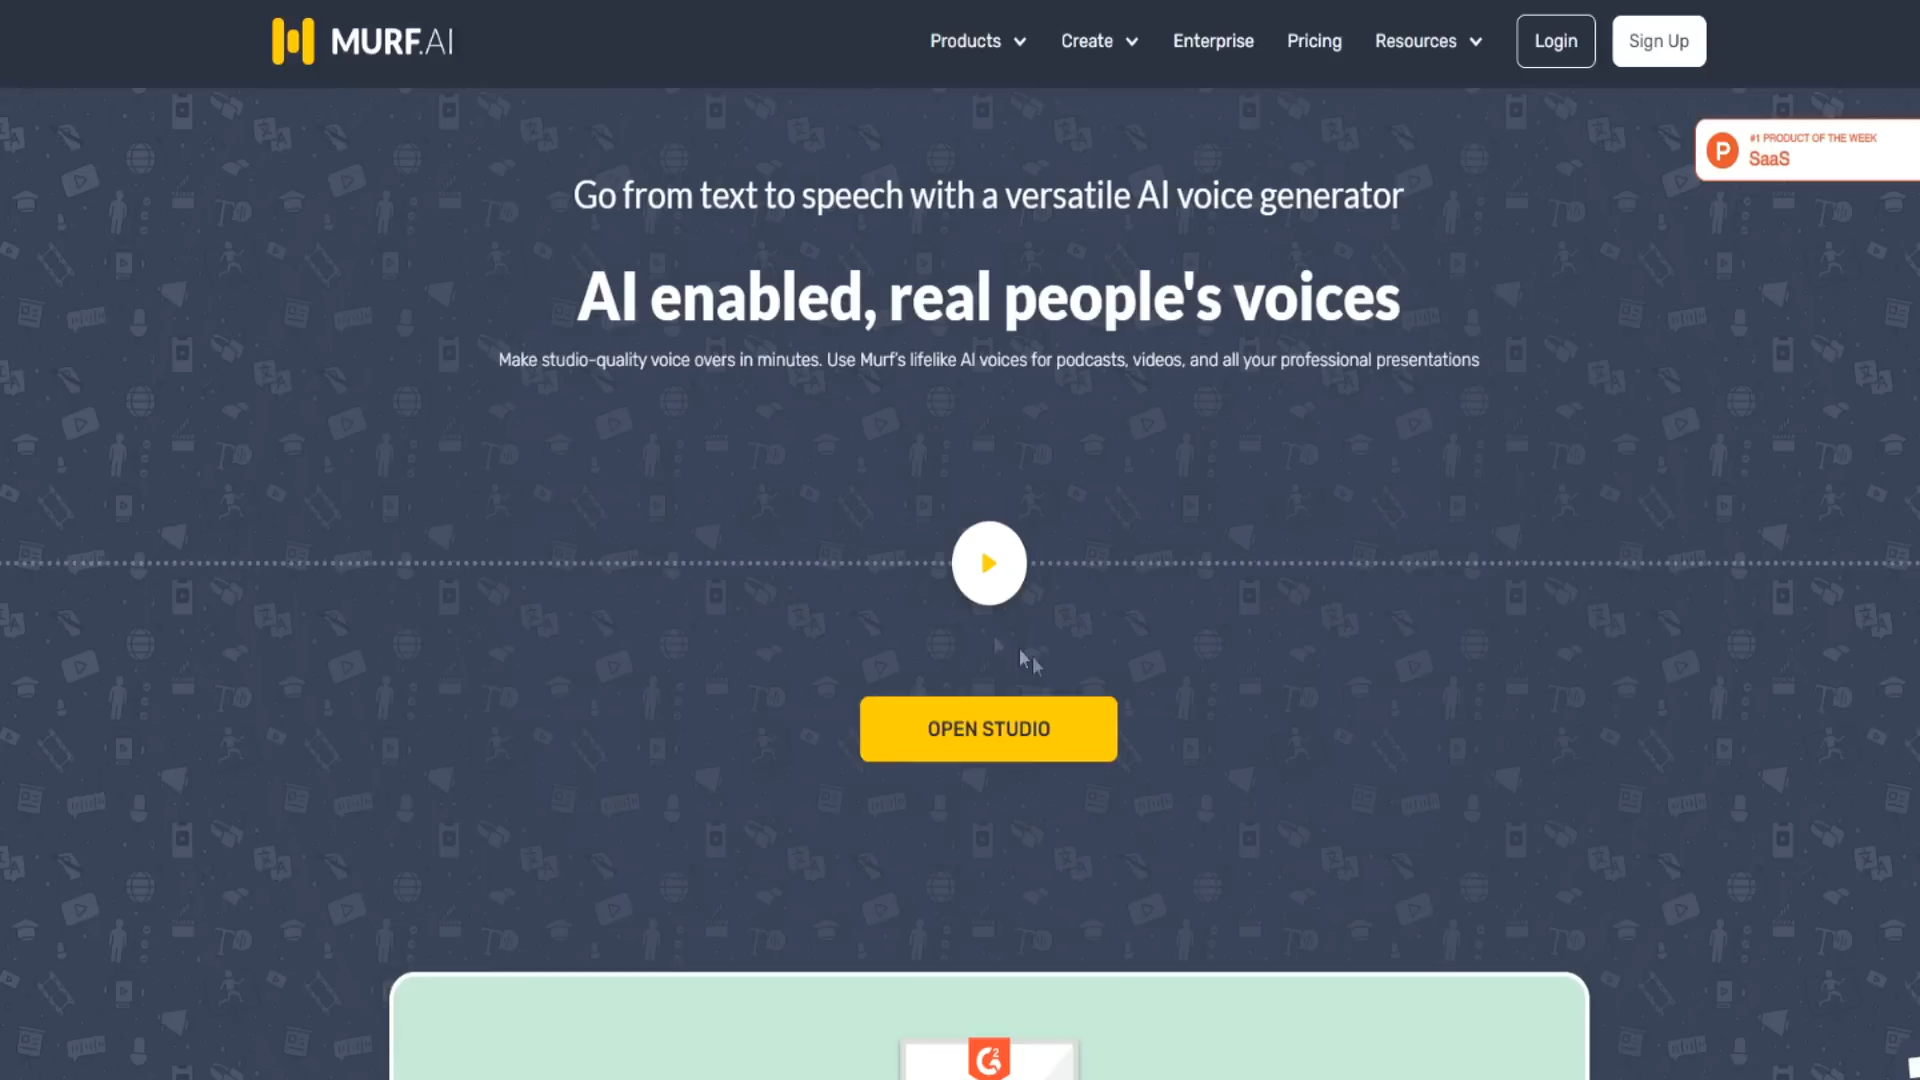 MURF.AI
Products
Create
Enterprise
Pricing
Resources
Login
Sign Up
#1 PRODUCT OF THE WEEK
SaaS
Go from text to speech with a versatile AI voice generator
AI enabled, real people's voices
Make studio-quality voice overs in minutes. Use Murf's lifelike AI voices for podcasts, videos, and all your professional presentations
OPEN STUDIO